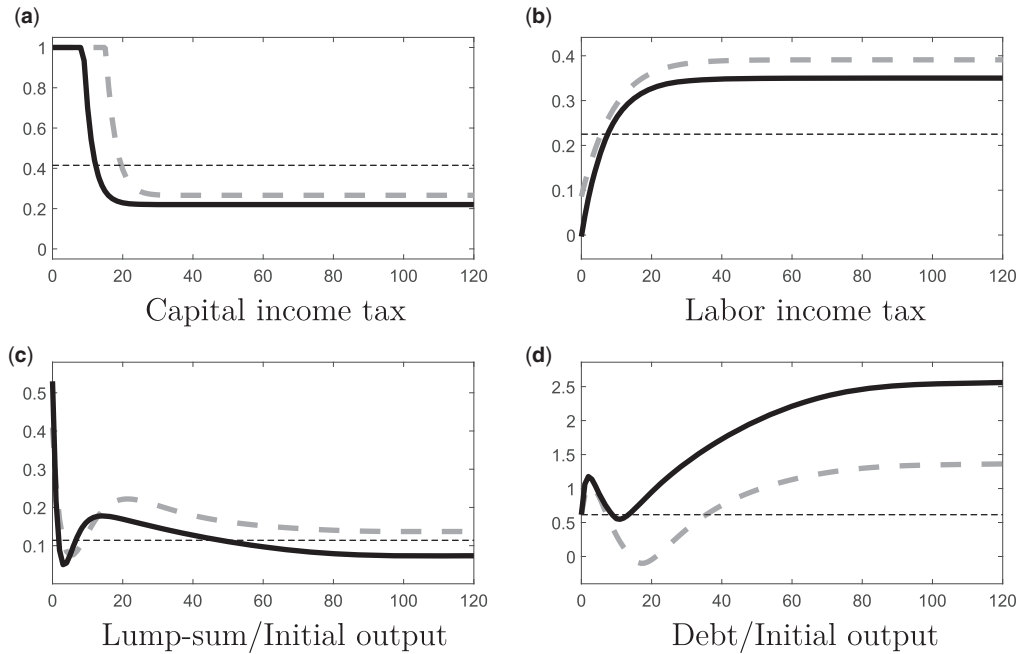 (a)
1
0.8
0.6
0.4
0.2
0
0 20 40 60 80 100 120
Capital income tax
(b)
0.4
0.3
0.2
0.1
0
0 20 40 60 80 100 120
Labor income tax
(c)
0.5
0.4
0.3
0.2
0.1
0 20 40 60 80 100 120
Lump-sum/Initial output
(d)
2.5
2
1.5
1
0.5
0
0 20 40 60 80 100 120
Debt/Initial output